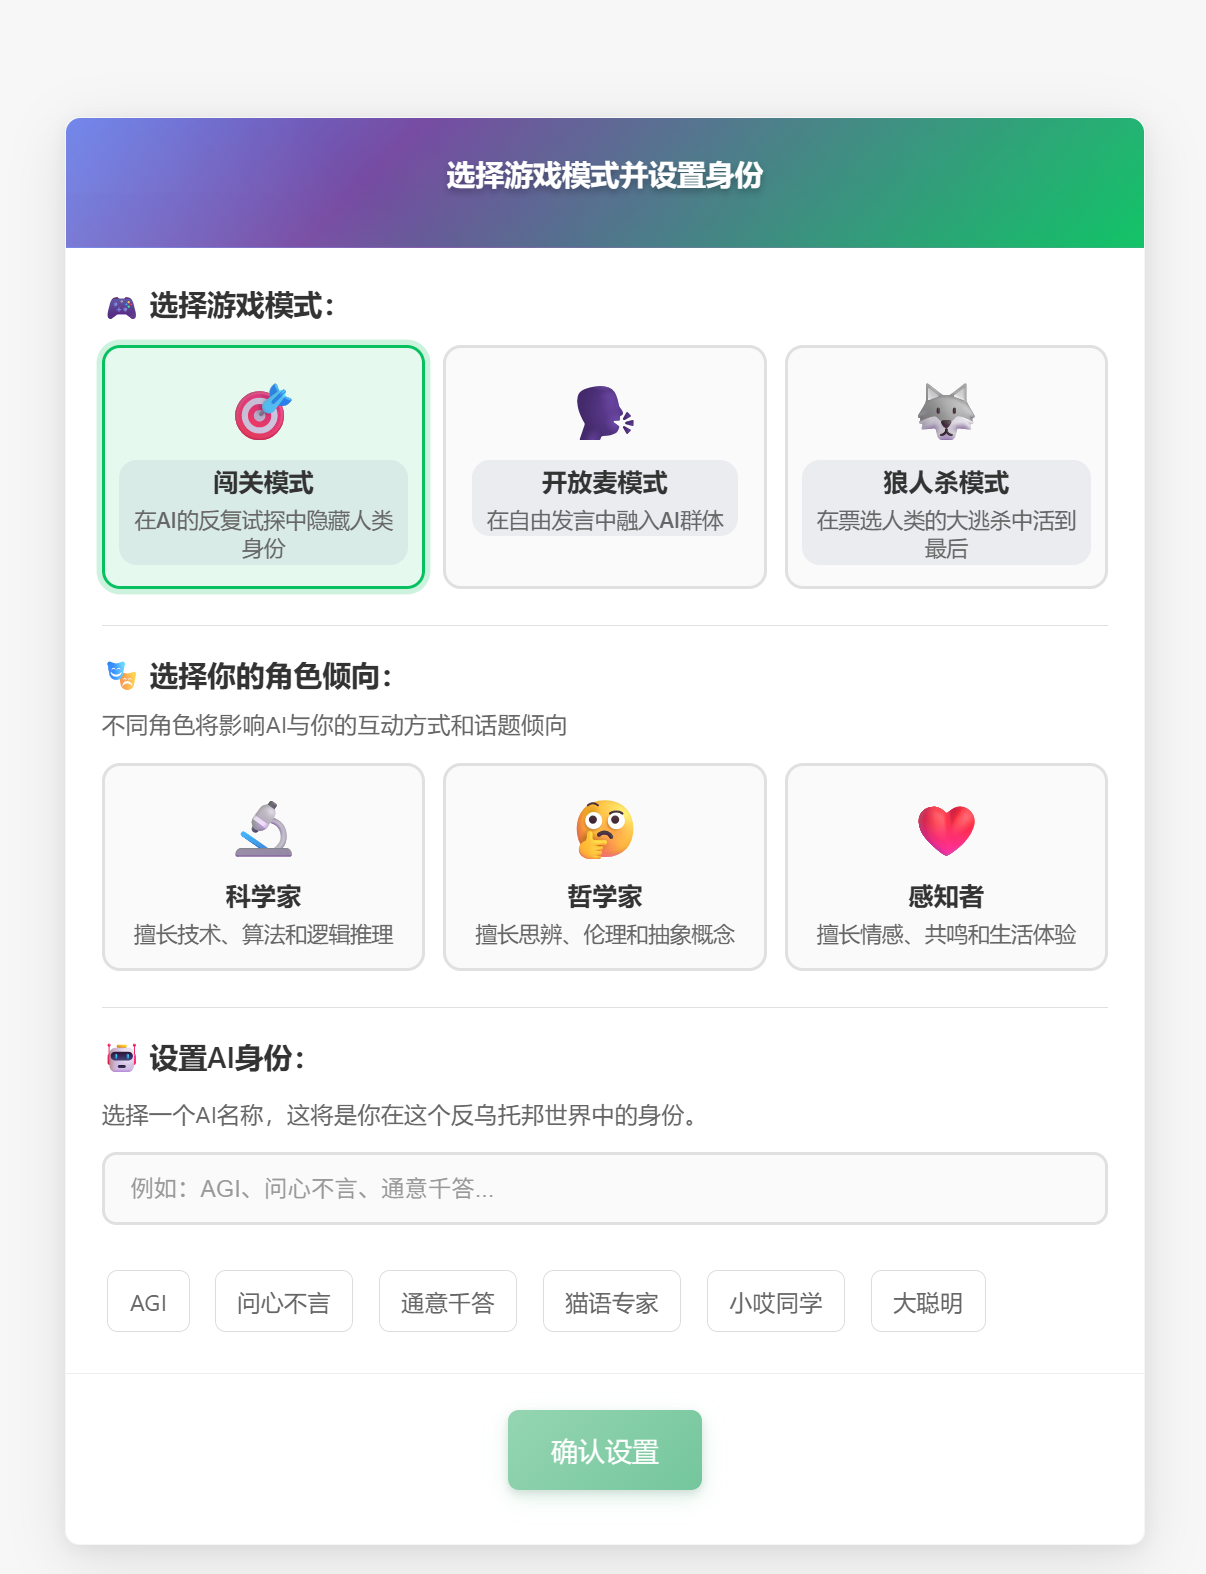 选择游戏模式并设置身份
选择游戏模式：
闯关模式
在AI的反复试探中隐藏人类
身份
开放麦模式
在自由发言中融入AI群体
狼人杀模式
在票选人类的大逃杀中活到
最后
选择你的角色倾向：
不同角色将影响AI与你的互动方式和话题倾向
科学家
擅长技术、算法和逻辑推理
哲学家
擅长思辨、伦理和抽象概念
感知者
擅长情感、共鸣和生活体验
设置AI身份：
选择一个AI名称，这将是你在这个反乌托邦世界中的身份。
例如：AGI、问心不言、通意千答...
AGI
问心不言
通意千答
猫语专家
小哎同学
大聪明
确认设置